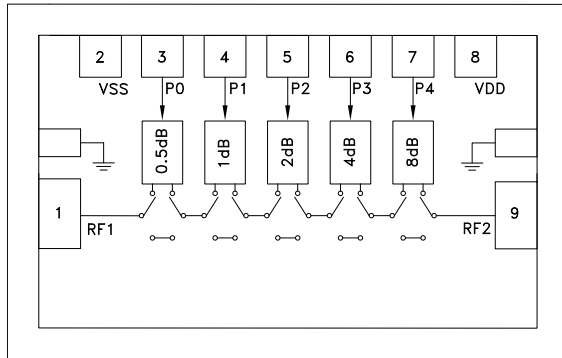 2 3 4 5 6 7 8
VSS P0 P1 P2 P3 P4 VDD
0.5dB 1dB 2dB 4dB 8dB
1 9
RF1 RF2